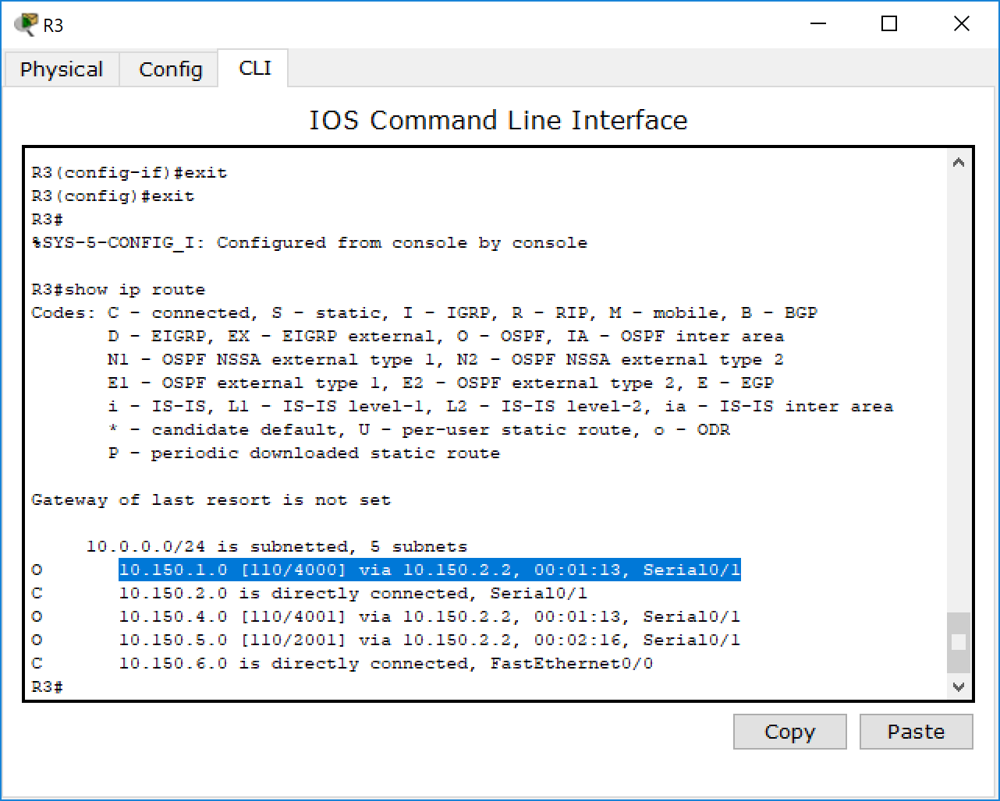 R3
Physical Config CLI
IOS Command Line Interface
R3(config-if)#exit
R3(config)#exit
R3#
%SYS-5-CONFIG_I: Configured from console by console
R3#show ip route
Codes: C - connected, S - static, I - IGRP, R - RIP, M - mobile, B - BGP
       D - EIGRP, EX - EIGRP external, O - OSPF, IA - OSPF inter area
       N1 - OSPF NSSA external type 1, N2 - OSPF NSSA external type 2
       E1 - OSPF external type 1, E2 - OSPF external type 2, E - EGP
       i - IS-IS, L1 - IS-IS level-1, L2 - IS-IS level-2, ia - IS-IS inter area
       * - candidate default, U - per-user static route, o - ODR
       P - periodic downloaded static route
Gateway of last resort is not set
     10.0.0.0/24 is subnetted, 5 subnets
O       10.150.1.0 [110/4000] via 10.150.2.2, 00:01:13, Serial0/1
C       10.150.2.0 is directly connected, Serial0/1
O       10.150.4.0 [110/4001] via 10.150.2.2, 00:01:13, Serial0/1
O       10.150.5.0 [110/2001] via 10.150.2.2, 00:02:16, Serial0/1
C       10.150.6.0 is directly connected, FastEthernet0/0
R3#
Copy Paste